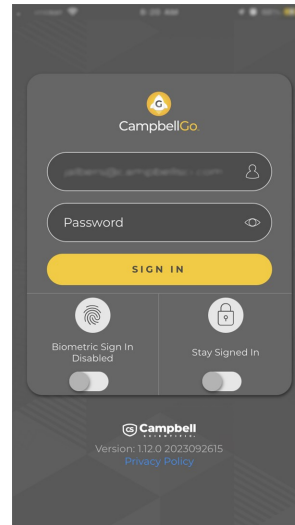 G
CampbellGo.
Password
SIGN IN
Biometric Sign In
Disabled
Stay Signed In
Campbell
SCIENTIFIC
Version: 1.12.0 2023092615
Privacy Policy